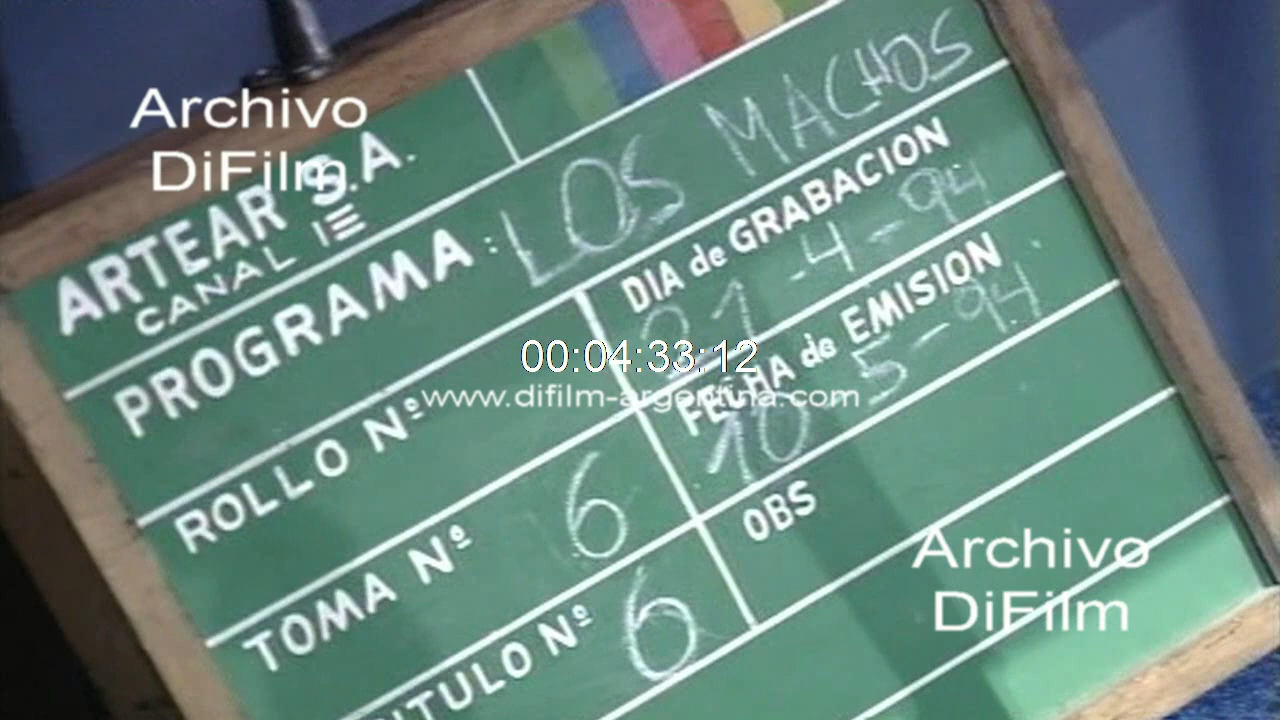 Archivo
DiFilm
ARTEAR S.A.
CANAL 13
PROGRAMA: LOS MACHOS
ROLLO Nº
DIA de GRABACION
21-4-94
TOMA Nº 6
FECHA de EMISION
10-5-94
PITULO Nº 6
OBS
00:04:33:12
www.difilm-argentina.com
Archivo
DiFilm